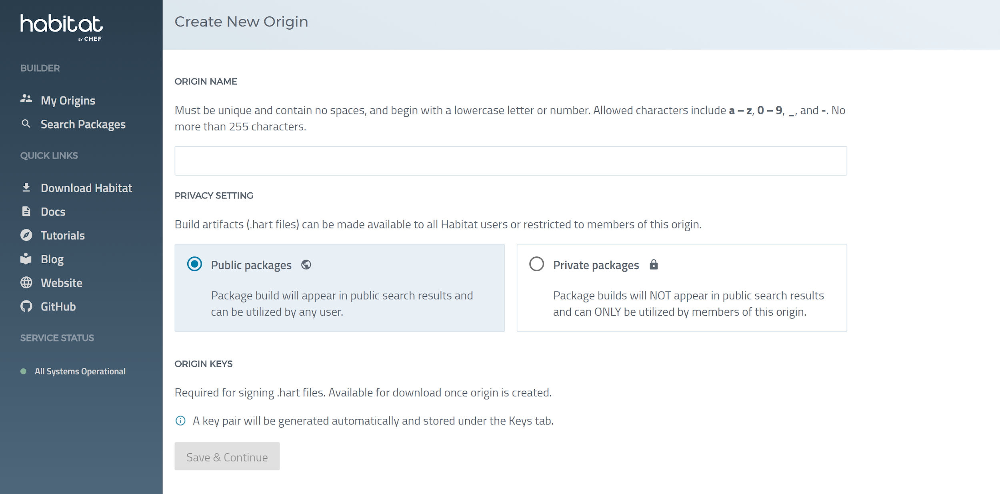 habitat
BY CHEF
BUILDER
My Origins
Search Packages
QUICK LINKS
Download Habitat
Docs
Tutorials
Blog
Website
GitHub
SERVICE STATUS
All Systems Operational
Create New Origin
ORIGIN NAME
Must be unique and contain no spaces, and begin with a lowercase letter or number. Allowed characters include a – z, 0 – 9, _, and -. No
more than 255 characters.
PRIVACY SETTING
Build artifacts (.hart files) can be made available to all Habitat users or restricted to members of this origin.
Public packages
Package build will appear in public search results and
can be utilized by any user.
Private packages
Package builds will NOT appear in public search results
and can ONLY be utilized by members of this origin.
ORIGIN KEYS
Required for signing .hart files. Available for download once origin is created.
A key pair will be generated automatically and stored under the Keys tab.
Save & Continue